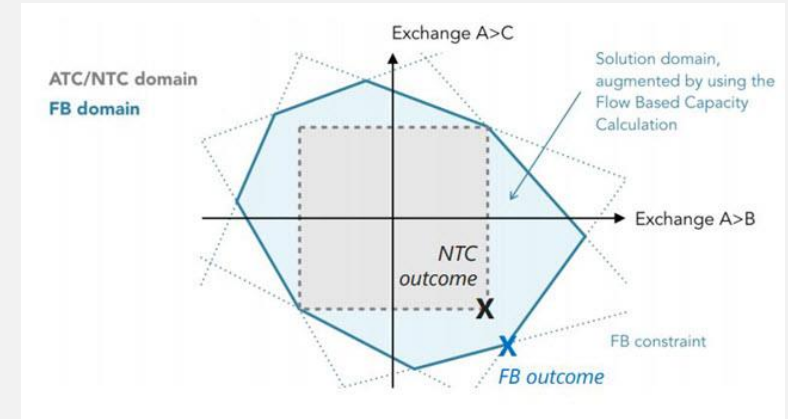 Exchange A>C
ATC/NTC domain
FB domain
Solution domain,
augmented by using the
Flow Based Capacity
Calculation
Exchange A>B
NTC
outcome
X
FB constraint
X
FB outcome